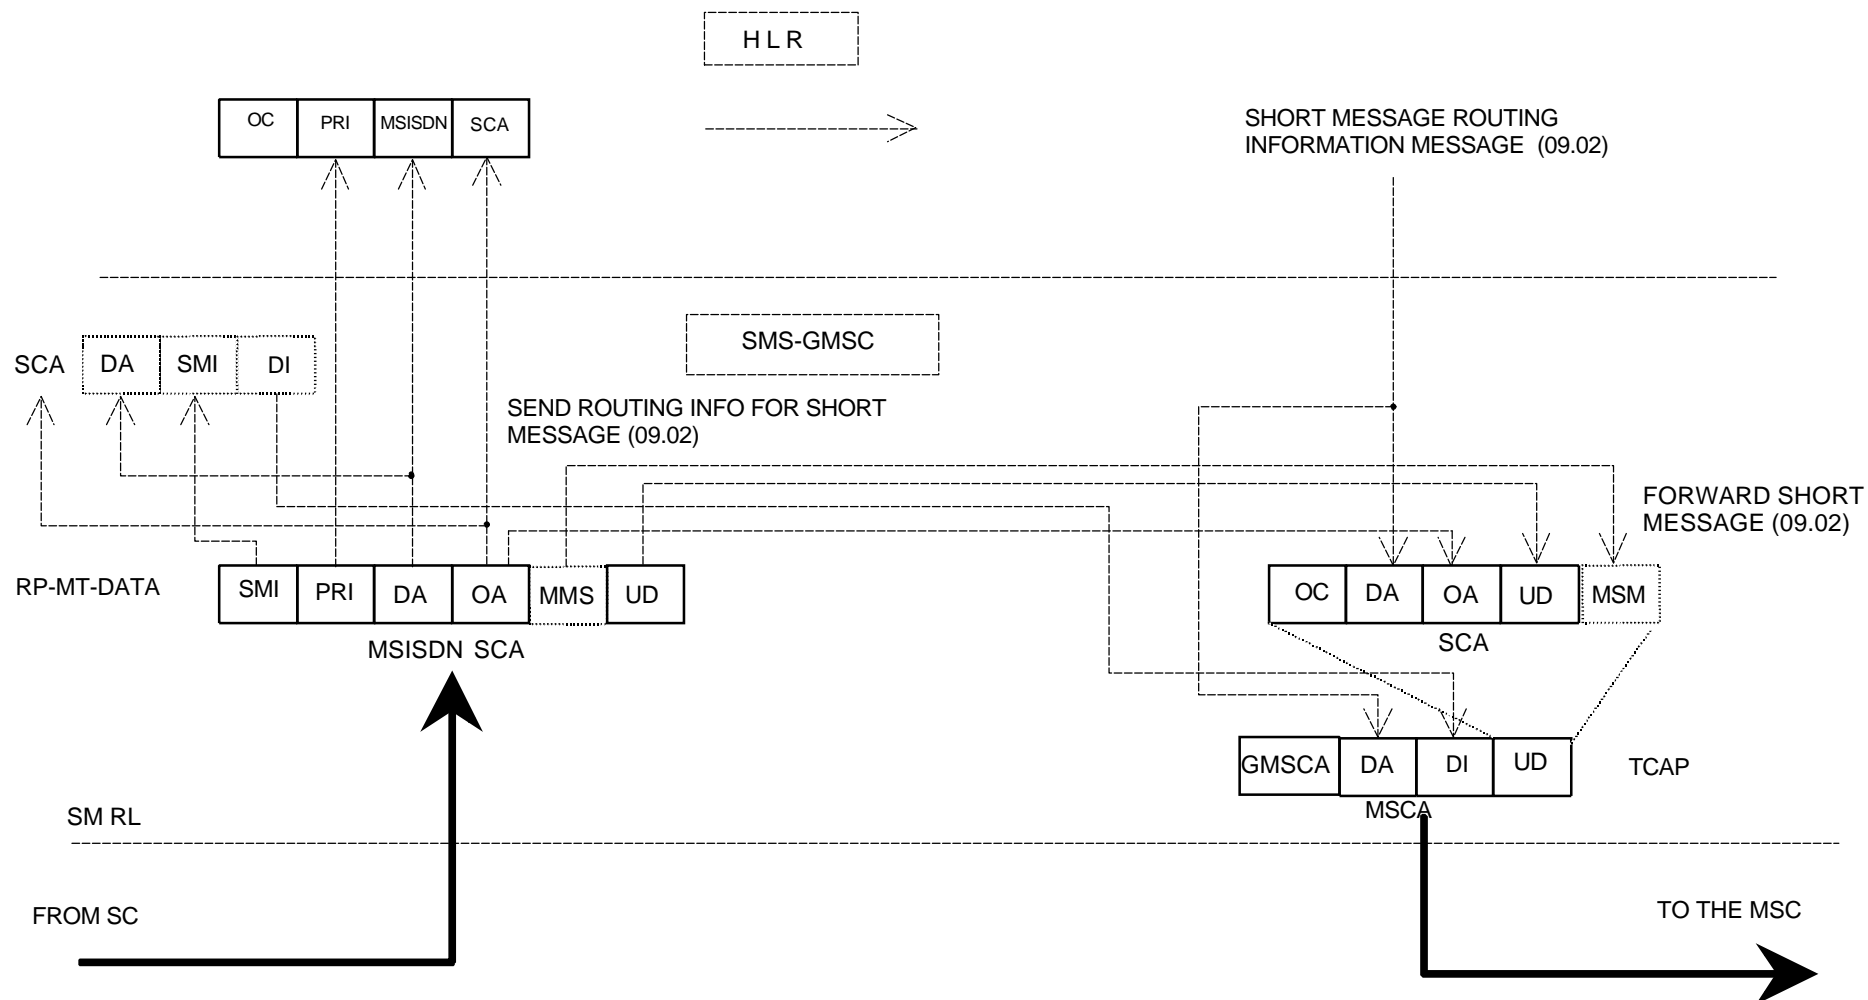 H L R
OC PRI MSISDN SCA
SHORT MESSAGE ROUTING
INFORMATION MESSAGE (09.02)
SMS-GMSC
SCA DA SMI DI
SEND ROUTING INFO FOR SHORT
MESSAGE (09.02)
FORWARD SHORT
MESSAGE (09.02)
RP-MT-DATA SMI PRI DA OA MMS UD
MSISDN SCA
OC DA OA UD MSM
SCA
GMSCA DA DI UD TCAP
MSCA
SM RL
FROM SC
TO THE MSC